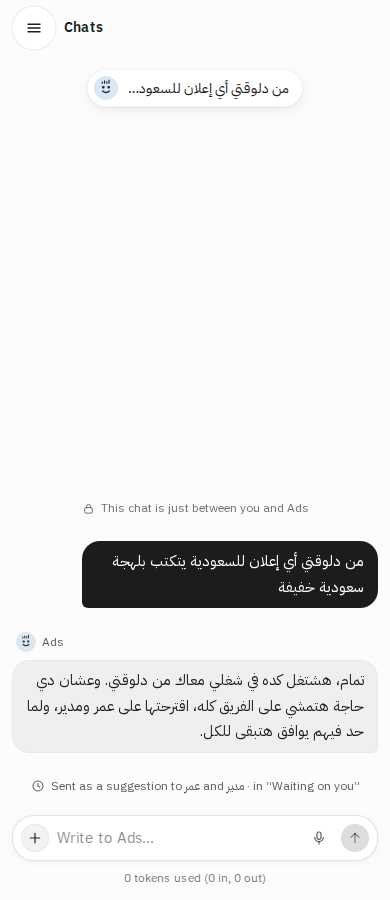 Chats
من دلوقتي أي إعلان للسعود...
This chat is just between you and Ads
من دلوقتي أي إعلان للسعودية يتكتب بلهجة
سعودية خفيفة
Ads
تمام، هشتغل كده في شغلي معاك من دلوقتي. وعشان دي
حاجة هتمشي على الفريق كله، اقترحتها على عمر ومدير، ولما
حد فيهم يوافق هتبقى للكل.
Sent as a suggestion to مدير and عمر · in “Waiting on you”
Write to Ads...
0 tokens used (0 in, 0 out)